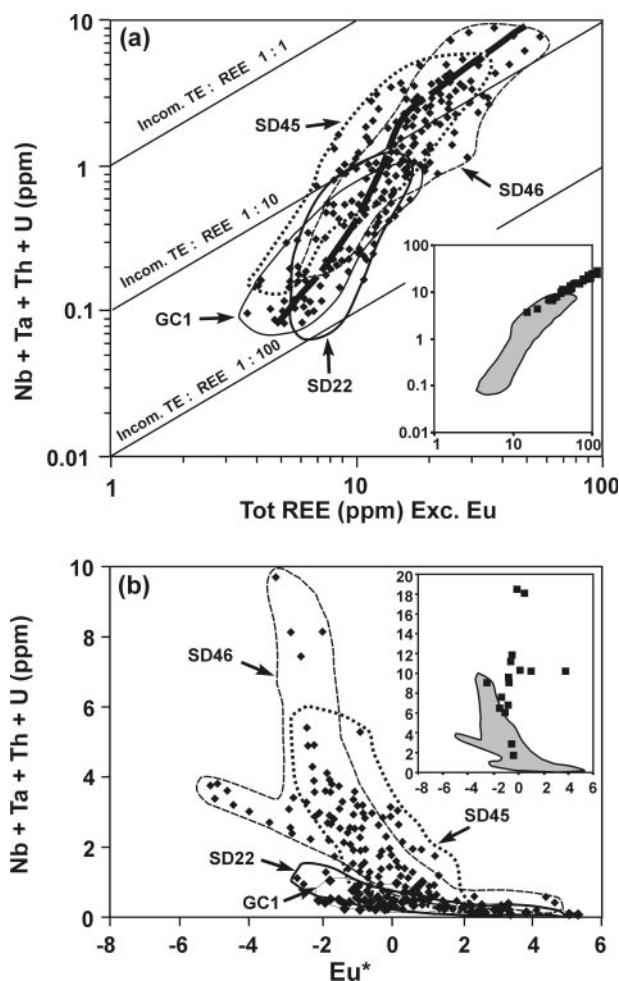 (a)
10
1
0.1
0.01
Nb + Ta + Th + U (ppm)
Incom. TE : REE 1 : 1
Incom. TE : REE 1 : 10
Incom. TE : REE 1 : 100
SD45
SD46
GC1
SD22
100
10
1
0.1
0.01
10
100
1
10
100
Tot REE (ppm) Exc. Eu
(b)
10
8
6
4
2
0
Nb + Ta + Th + U (ppm)
SD46
SD45
SD22
GC1
20
18
16
14
12
10
8
6
4
2
0
-8 -6 -4 -2 0 2 4 6
-8 -6 -4 -2 0 2 4 6
Eu*